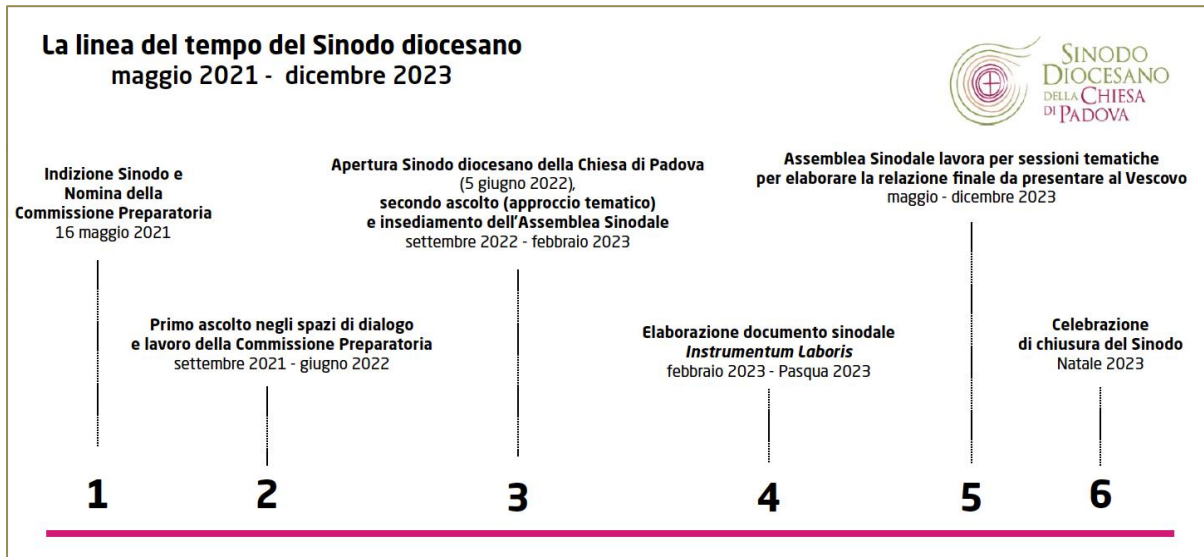 La linea del tempo del Sinodo diocesano
maggio 2021 - dicembre 2023
SINODO
DIOCESANO
DELLA CHIESA
DI PADOVA
Indizione Sinodo e
Nomina della
Commissione Preparatoria
16 maggio 2021
Primo ascolto negli spazi di dialogo
e lavoro della Commissione Preparatoria
settembre 2021 - giugno 2022
Apertura Sinodo diocesano della Chiesa di Padova
(5 giugno 2022),
secondo ascolto (approccio tematico)
e insediamento dell'Assemblea Sinodale
settembre 2022 - febbraio 2023
Elaborazione documento sinodale
Instrumentum Laboris
febbraio 2023 - Pasqua 2023
Assemblea Sinodale lavora per sessioni tematiche
per elaborare la relazione finale da presentare al Vescovo
maggio - dicembre 2023
Celebrazione
di chiusura del Sinodo
Natale 2023
1 2 3 4 5 6